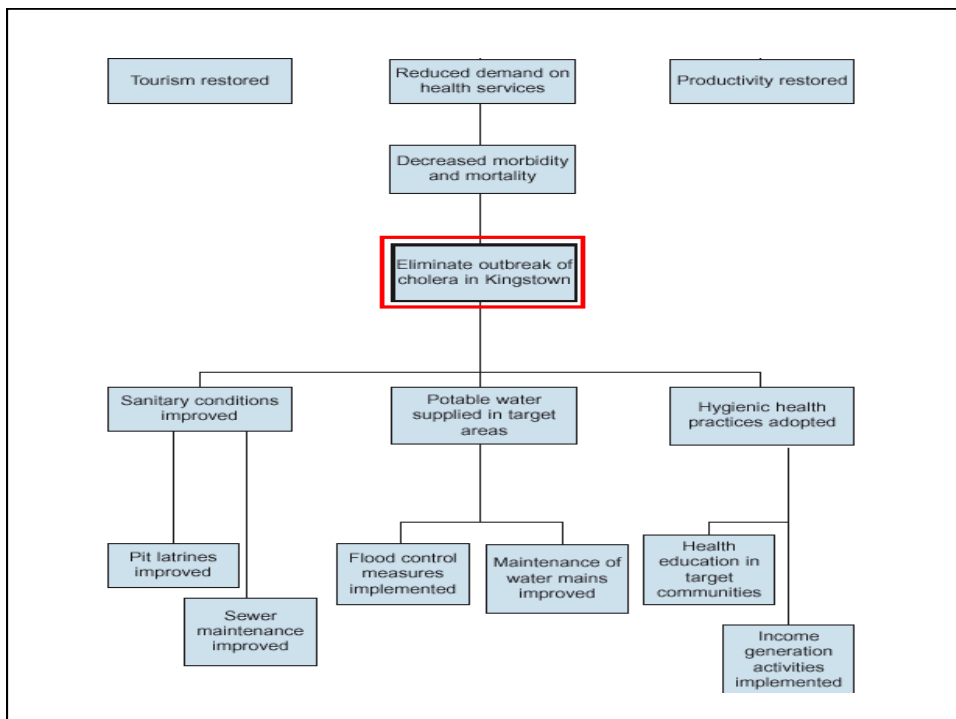 Tourism restored
Reduced demand on
health services
Productivity restored
Decreased morbidity
and mortality
Eliminate outbreak of
cholera in Kingstown
Sanitary conditions
improved
Potable water
supplied in target
areas
Hygienic health
practices adopted
Pit latrines
improved
Flood control
measures
implemented
Maintenance of
water mains
improved
Health
education in
target
communities
Sewer
maintenance
improved
Income
generation
activities
implemented